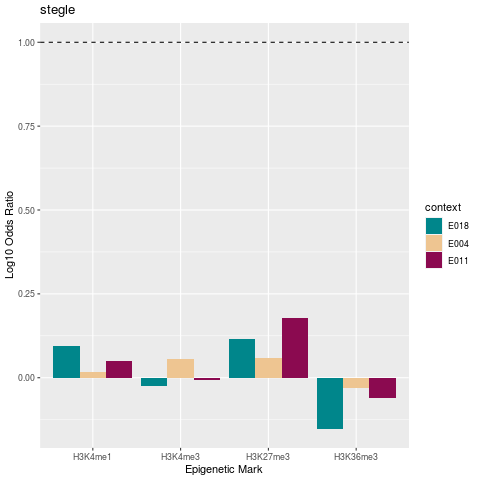 stegle
Log10 Odds Ratio
1.00
0.75
0.50
0.25
0.00
H3K4me1 H3K4me3 H3K27me3 H3K36me3
Epigenetic Mark
context
E018
E004
E011